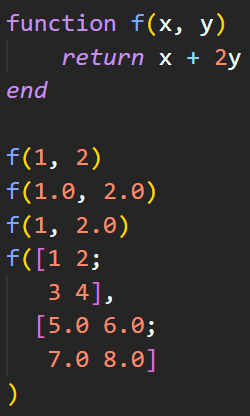 function f(x, y)
    return x + 2y
end

f(1, 2)
f(1.0, 2.0)
f(1, 2.0)
f([1 2;
   3 4],
  [5.0 6.0;
   7.0 8.0]
)